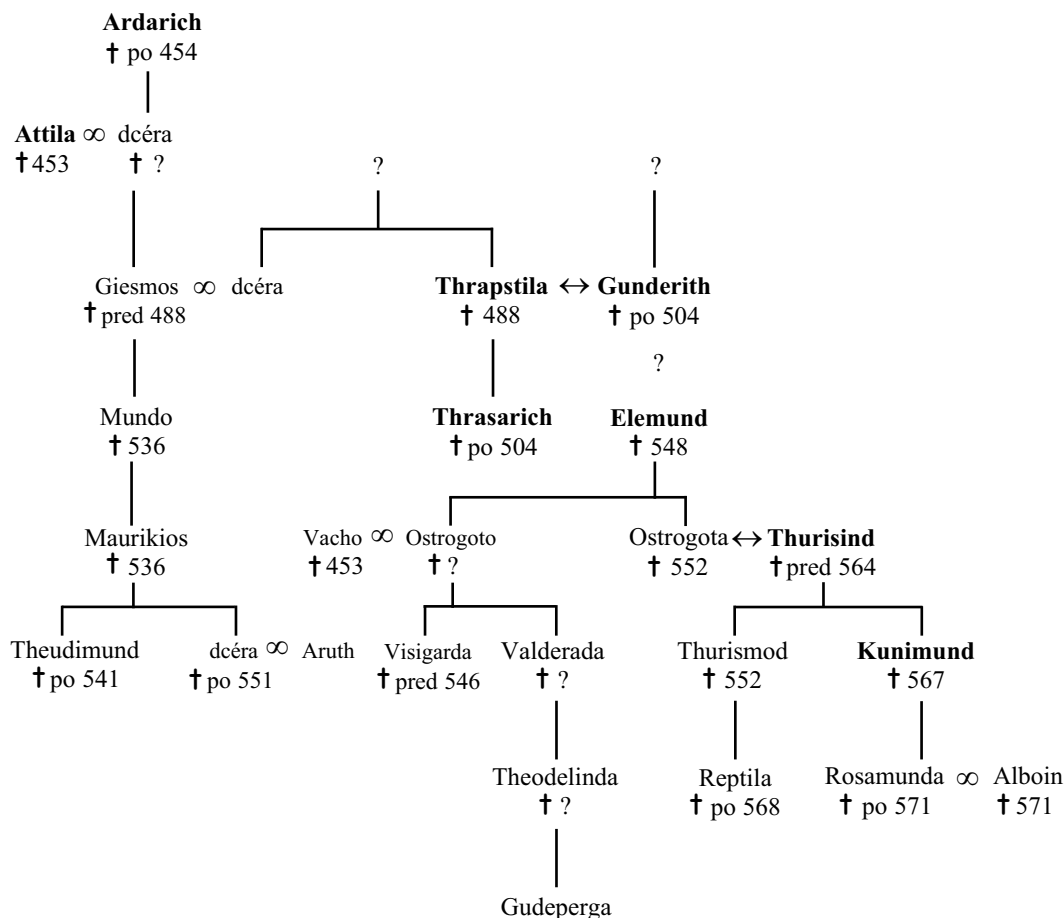 Ardarich
† po 454
Attila ∞ dcéra
† 453 † ?
? ?
Giesmos ∞ dcéra Thrapstila ↔ Gunderith
† pred 488 † 488 † po 504
?
Mundo Thrasarich Elemund
† 536 † po 504 † 548
Maurikios Vacho ∞ Ostrogoto Ostrogota ↔ Thurisind
† 536 † 453 † ? † 552 † pred 564
Theudimund dcéra ∞ Aruth Visigarda Valderada Thurismod Kunimund
† po 541 † po 551 † pred 546 † ? † 552 † 567
Theodelinda Reptila Rosamunda ∞ Alboin
† ? † po 568 † po 571 † 571
Gudeperga